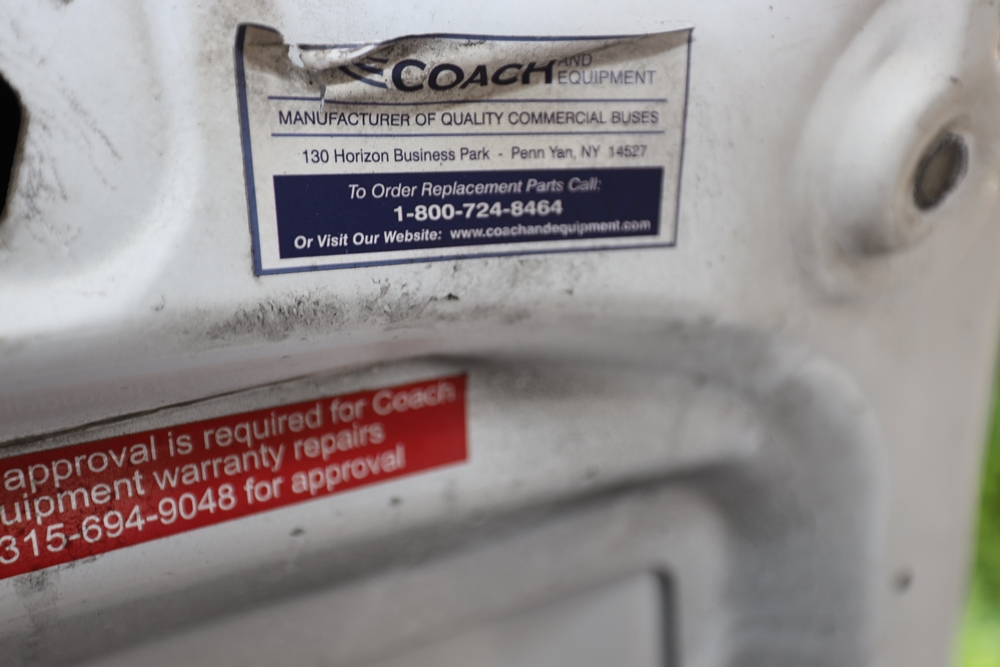 COACH AND
EQUIPMENT
MANUFACTURER OF QUALITY COMMERCIAL BUSES
130 Horizon Business Park - Penn Yan, NY 14527
To Order Replacement Parts Call:
1-800-724-8464
Or Visit Our Website: www.coachandequipment.com
approval is required for Coach
uipment warranty repairs
315-694-9048 for approval